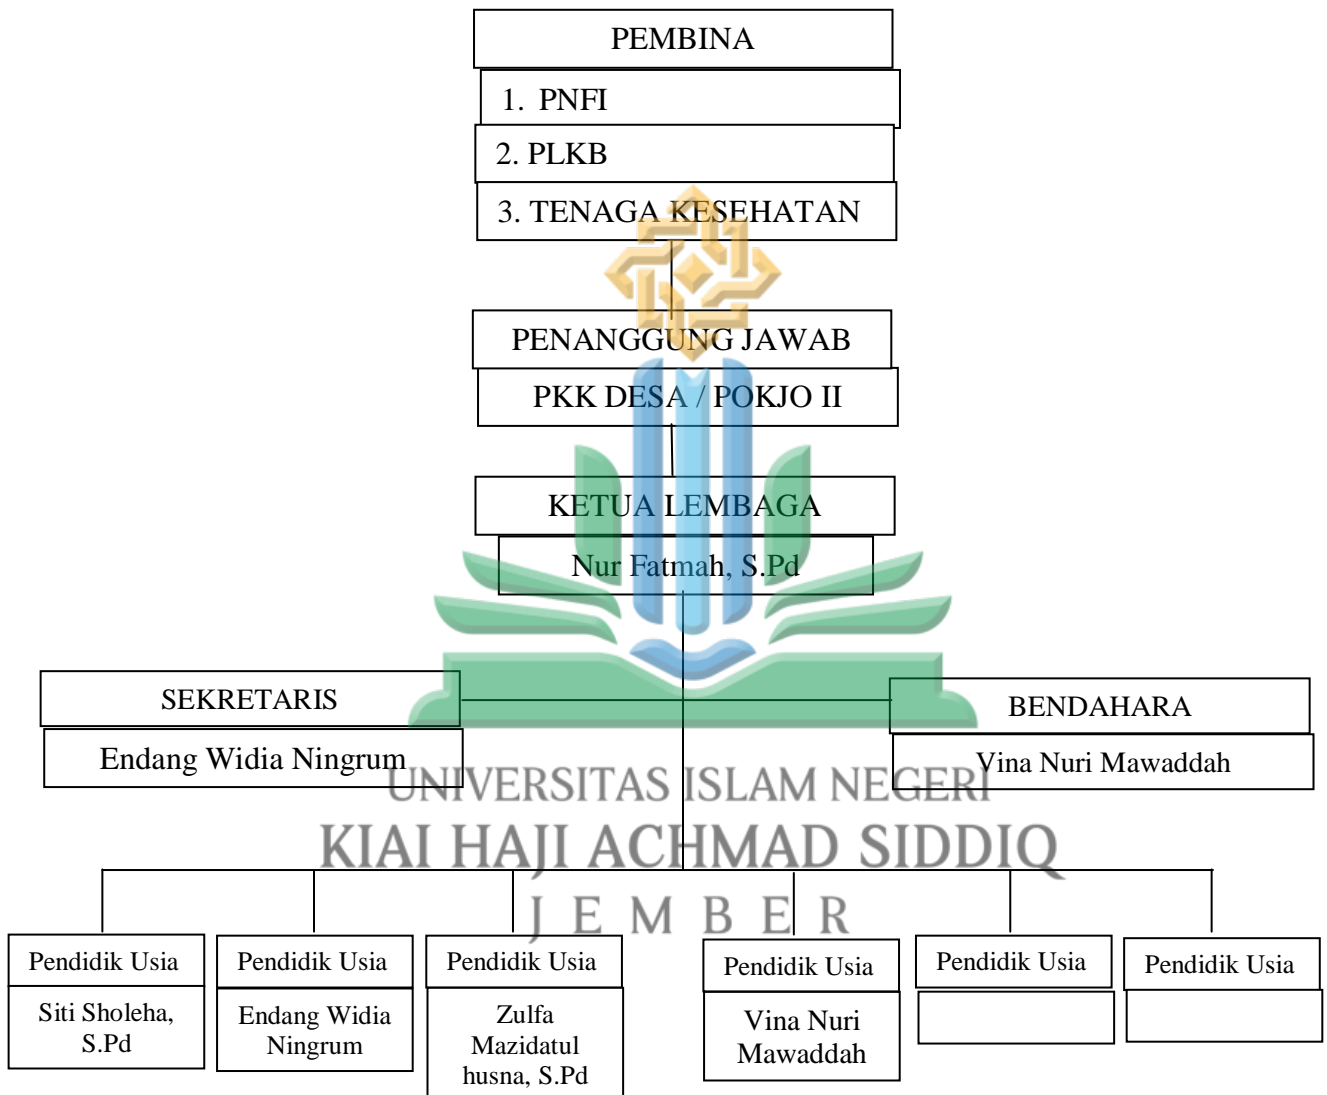 PEMBINA
1. PNFI
2. PLKB
3. TENAGA KESEHATAN
PENANGGUNG JAWAB
PKK DESA / POKJO II
KETUA LEMBAGA
Nur Fatmah, S.Pd
SEKRETARIS
Endang Widia Ningrum
BENDAHARA
Vina Nuri Mawaddah
UNIVERSITAS ISLAM NEGERI
KIAI HAJI ACHMAD SIDDIQ
JEMBER
Pendidik Usia
Siti Sholeha,
S.Pd
Pendidik Usia
Endang Widia
Ningrum
Pendidik Usia
Zulfa
Mazidatul
husna, S.Pd
Pendidik Usia
Vina Nuri
Mawaddah
Pendidik Usia
Pendidik Usia